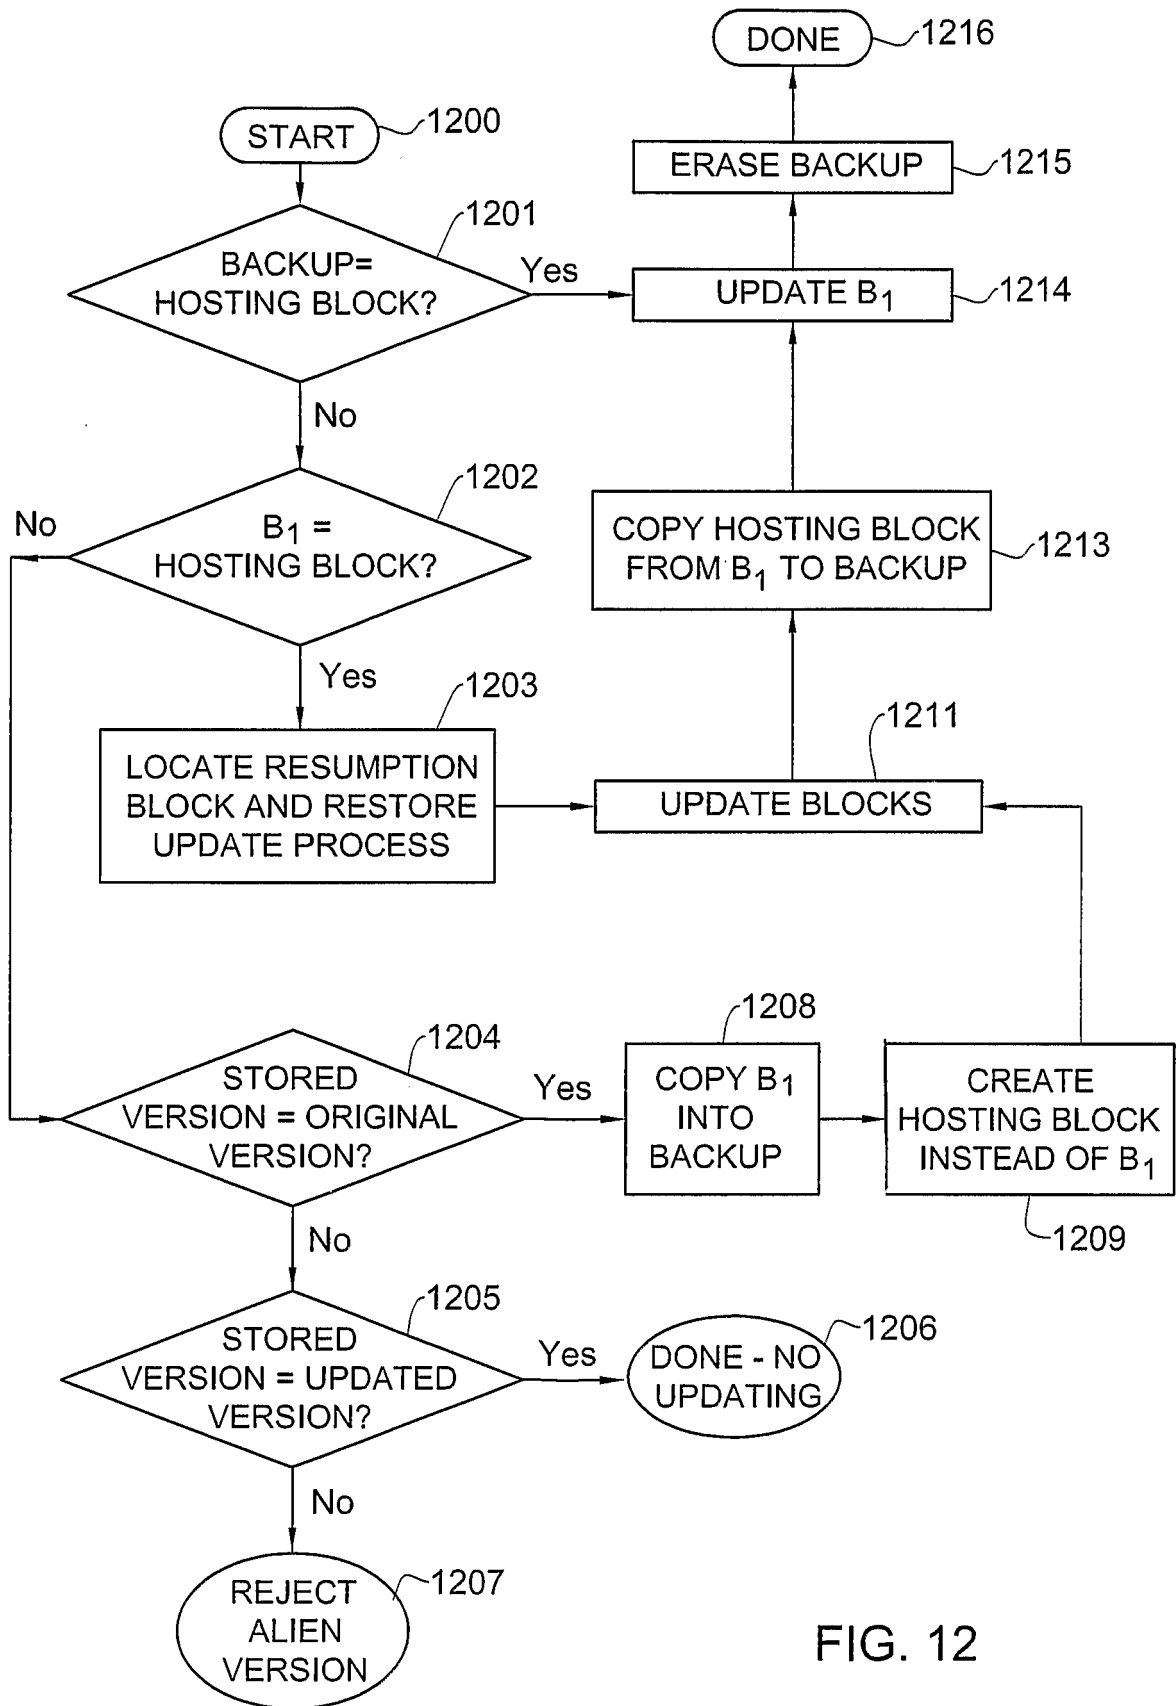 DONE
1216
START
1200
ERASE BACKUP
1215
BACKUP=
HOSTING BLOCK?
1201
Yes
UPDATE B1
1214
No
B1 =
HOSTING BLOCK?
1202
No
COPY HOSTING BLOCK
FROM B1 TO BACKUP
1213
Yes
LOCATE RESUMPTION
BLOCK AND RESTORE
UPDATE PROCESS
1203
UPDATE BLOCKS
1211
STORED
VERSION = ORIGINAL
VERSION?
1204
Yes
COPY B1
INTO
BACKUP
1208
CREATE
HOSTING BLOCK
INSTEAD OF B1
1209
No
STORED
VERSION = UPDATED
VERSION?
1205
Yes
DONE - NO
UPDATING
1206
No
REJECT
ALIEN
VERSION
1207
FIG. 12